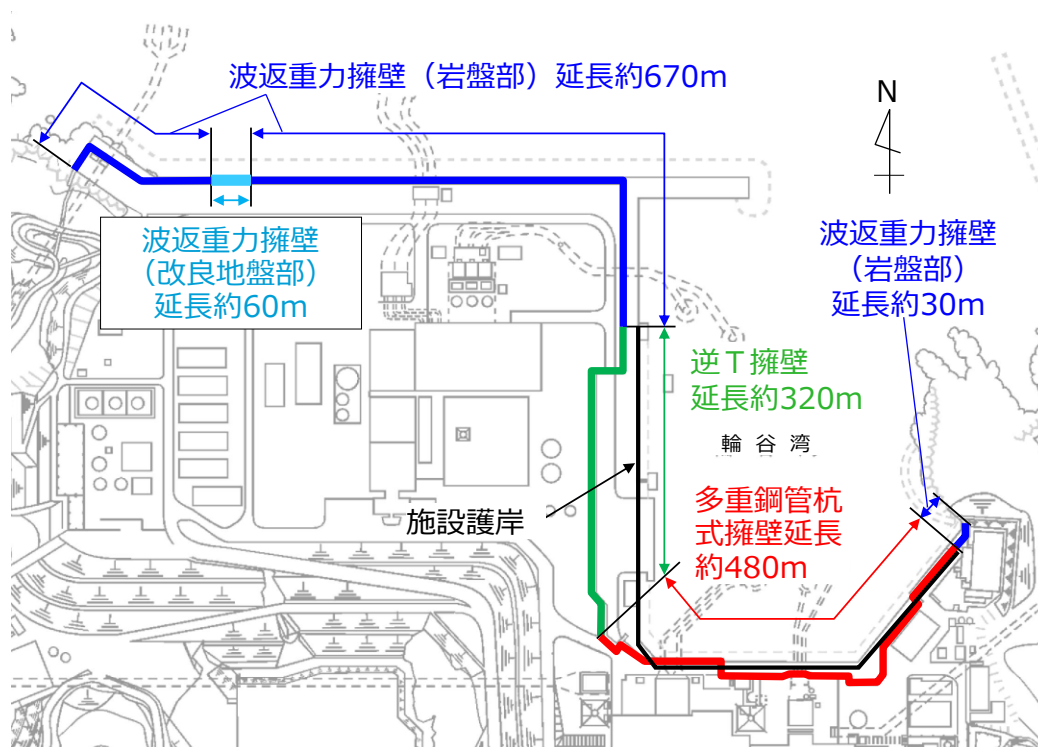 波返重力擁壁（岩盤部）延長約670m
N
波返重力擁壁
（改良地盤部）
延長約60m
波返重力擁壁
（岩盤部）
延長約30m
逆Ｔ擁壁
延長約320m
輪谷湾
多重鋼管杭
式擁壁延長
約480m
施設護岸